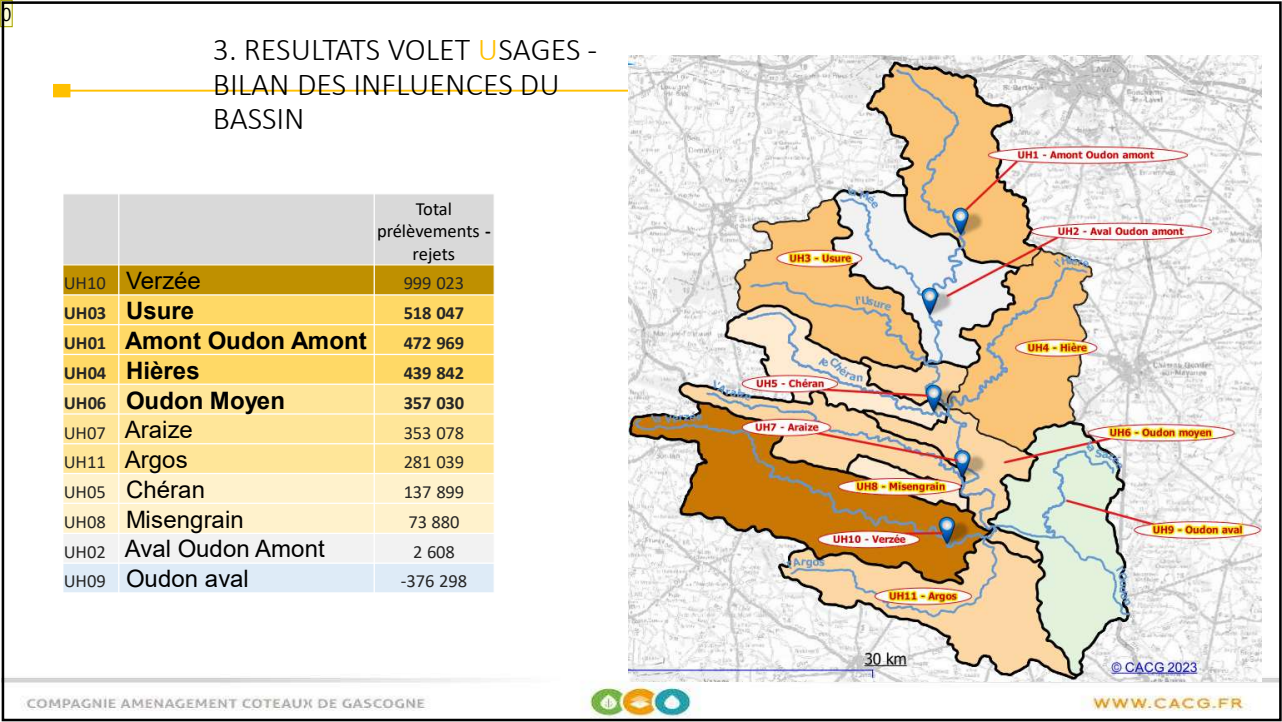 0
3. RESULTATS VOLET USAGES -
BILAN DES INFLUENCES DU
BASSIN
Total
prélèvements -
rejets
UH10 Verzée 999 023
UH03 Usure 518 047
UH01 Amont Oudon Amont 472 969
UH04 Hières 439 842
UH06 Oudon Moyen 357 030
UH07 Araize 353 078
UH11 Argos 281 039
UH05 Chéran 137 899
UH08 Misengrain 73 880
UH02 Aval Oudon Amont 2 608
UH09 Oudon aval -376 298
UH1 - Amont Oudon amont
UH2 - Aval Oudon amont
UH3 - Usure
l'Usure
UH4 - Hière
le Chéran
UH5 - Chéran
UH7 - Araize
UH6 - Oudon moyen
UH8 - Misengrain
UH9 - Oudon aval
UH10 - Verzée
l'Argos
UH11 - Argos
30 km
© CACG 2023
COMPAGNIE AMENAGEMENT COTEAUX DE GASCOGNE
WWW.CACG.FR